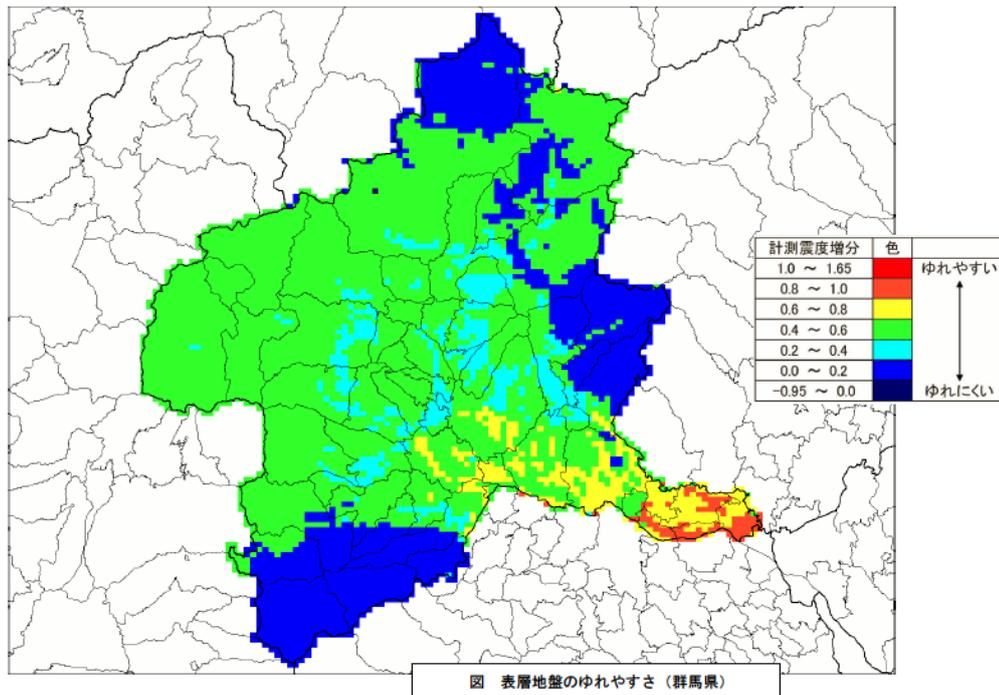 計測震度増分 色
1.0 ～ 1.65 ゆれやすい
0.8 ～ 1.0
0.6 ～ 0.8
0.4 ～ 0.6
0.2 ～ 0.4
0.0 ～ 0.2
-0.95 ～ 0.0 ゆれにくい
図 表層地盤のゆれやすさ（群馬県）